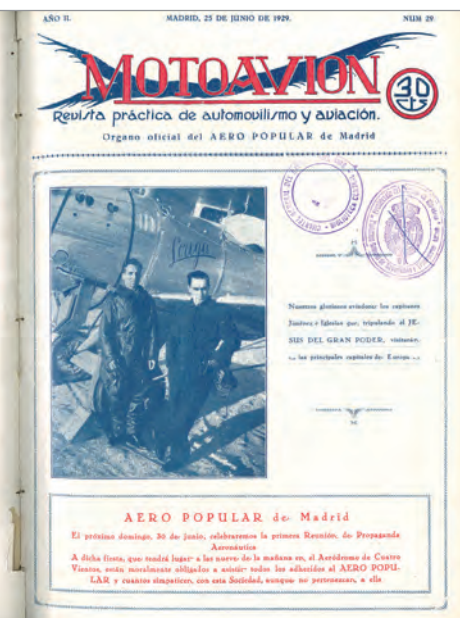 AÑO II.
MADRID, 25 DE JUNIO DE 1929.
NUM 29
MOTOAVION
30
cts
Revista práctica de automovilismo y aviación.
Organo oficial del AERO POPULAR de Madrid
Loryga
Nuestros gloriosos aviadores los capitanes
Jiménez e Iglesias que, tripulando el JE-
SUS DEL GRAN PODER, visitarán
las principales capitales de Europa
AERO POPULAR de Madrid
El próximo domingo, 30 de junio, celebraremos la primera Reunión de Propaganda
Aeronáutica
A dicha fiesta, que tendrá lugar a las nueve de la mañana en el Aeródromo de Cuatro
Vientos, están moralmente obligados a asistir todos los adheridos al AERO POPU-
LAR y cuantos simpaticen con esta Sociedad, aunque no pertenezcan a ella